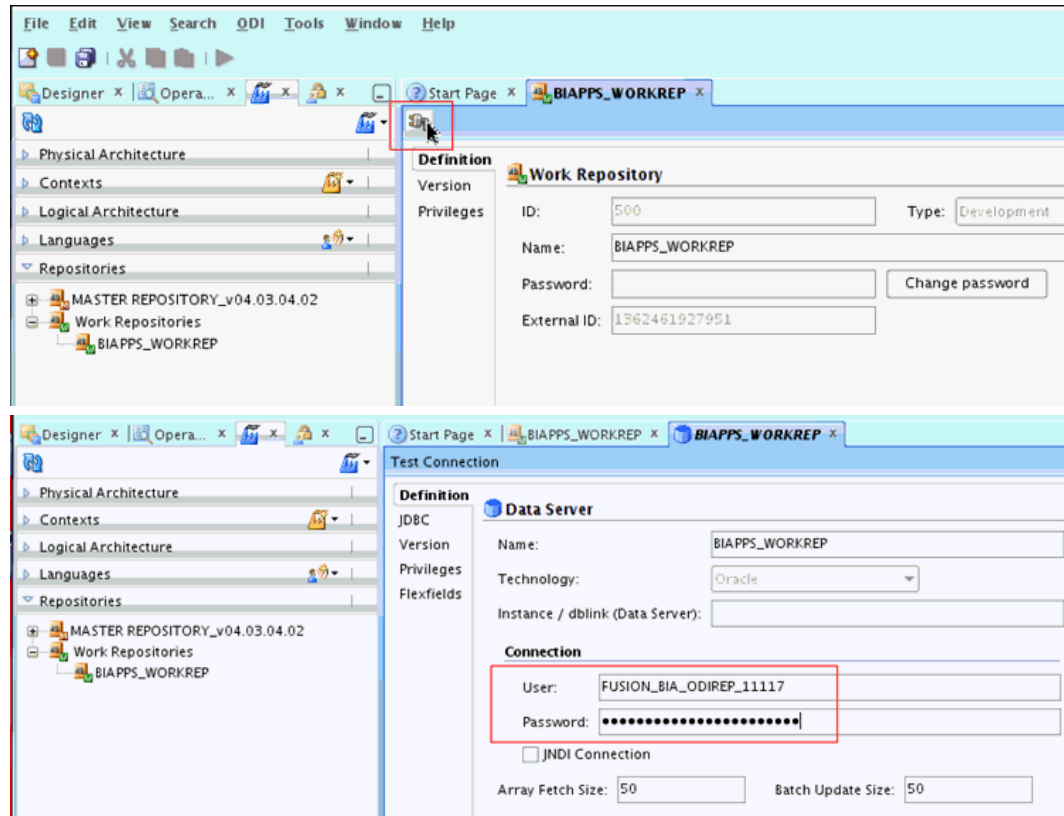 File Edit View Search ODI Tools Window Help
Designer Opera... Start Page BIAPPS_WORKREP
Physical Architecture
Contexts
Logical Architecture
Languages
Repositories
MASTER REPOSITORY_v04.03.04.02
Work Repositories
BIAPPS_WORKREP
Definition
Version
Privileges
Work Repository
ID: 500 Type: Development
Name: BIAPPS_WORKREP
Password: Change password
External ID: 1362461927951
Designer Opera... Start Page BIAPPS_WORKREP BIAPPS_WORKREP
Test Connection
Physical Architecture
Contexts
Logical Architecture
Languages
Repositories
MASTER REPOSITORY_v04.03.04.02
Work Repositories
BIAPPS_WORKREP
Definition
JDBC
Version
Privileges
Flexfields
Data Server
Name: BIAPPS_WORKREP
Technology: Oracle
Instance / dblink (Data Server):
Connection
User: FUSION_BIA_ODIREP_11117
Password: ••••••••••••••••••••••
JNDI Connection
Array Fetch Size: 50 Batch Update Size: 50